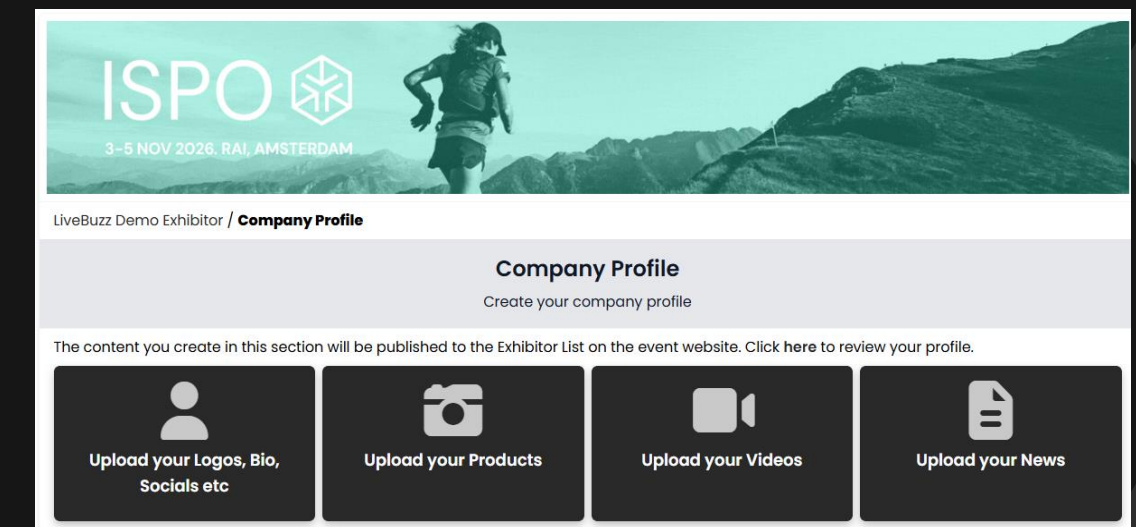 ISPO
3-5 NOV 2026. RAI, AMSTERDAM
LiveBuzz Demo Exhibitor / Company Profile
Company Profile
Create your company profile
The content you create in this section will be published to the Exhibitor List on the event website. Click here to review your profile.
Upload your Logos, Bio,
Socials etc
Upload your Products
Upload your Videos
Upload your News